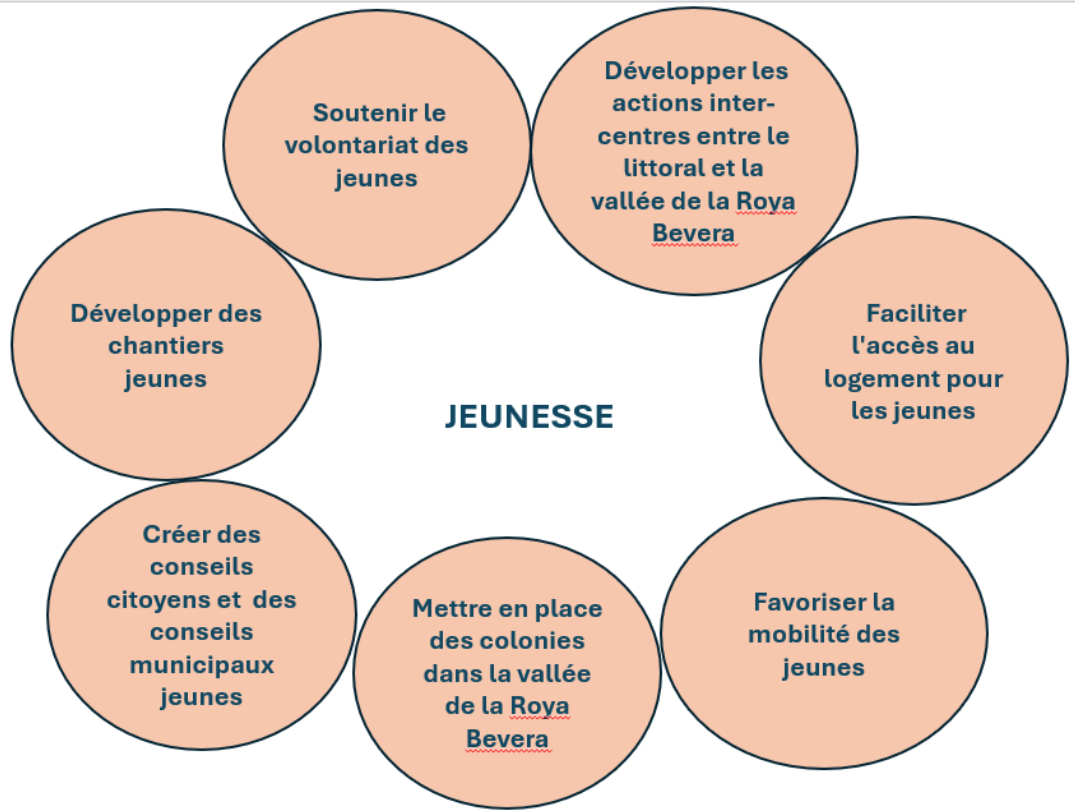 Soutenir le
volontariat des
jeunes
Développer les
actions inter-
centres entre le
littoral et la
vallée de la Roya
Bevera
Développer des
chantiers
jeunes
Faciliter
l'accès au
logement pour
les jeunes
JEUNESSE
Créer des
conseils
citoyens et  des
conseils
municipaux
jeunes
Mettre en place
des colonies
dans la vallée
de la Roya
Bevera
Favoriser la
mobilité des
jeunes